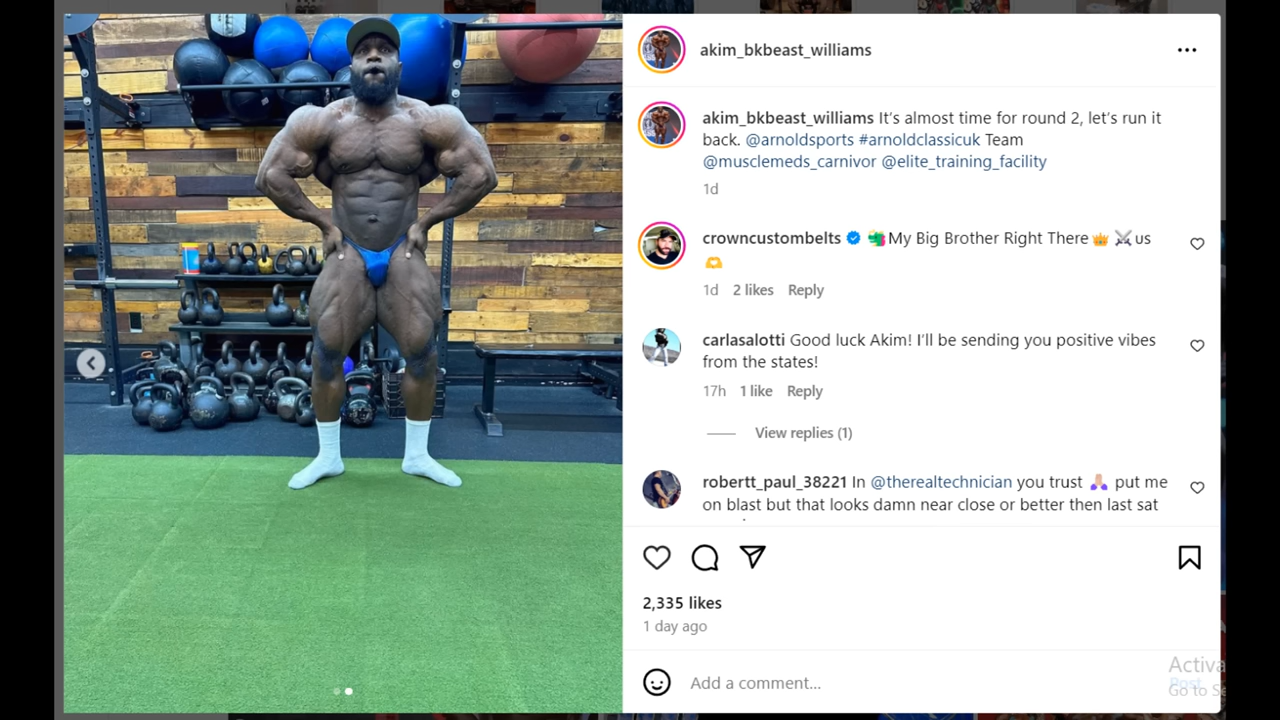 akim_bkbeast_williams
akim_bkbeast_williams It's almost time for round 2, let's run it
back. @arnoldsports #arnoldclassicuk Team
@musclemeds_carnivor @elite_training_facility
1d
crowncustombelts My Big Brother Right There 👑 ⚔️ us
🫶
1d 2 likes Reply
carlasalotti Good luck Akim! I'll be sending you positive vibes
from the states!
17h 1 like Reply
View replies (1)
robertt_paul_38221 In @therealtechnician you trust 🙏🏼 put me
on blast but that looks damn near close or better then last sat
2,335 likes
1 day ago
Add a comment...
Activa
Post
Go to Se